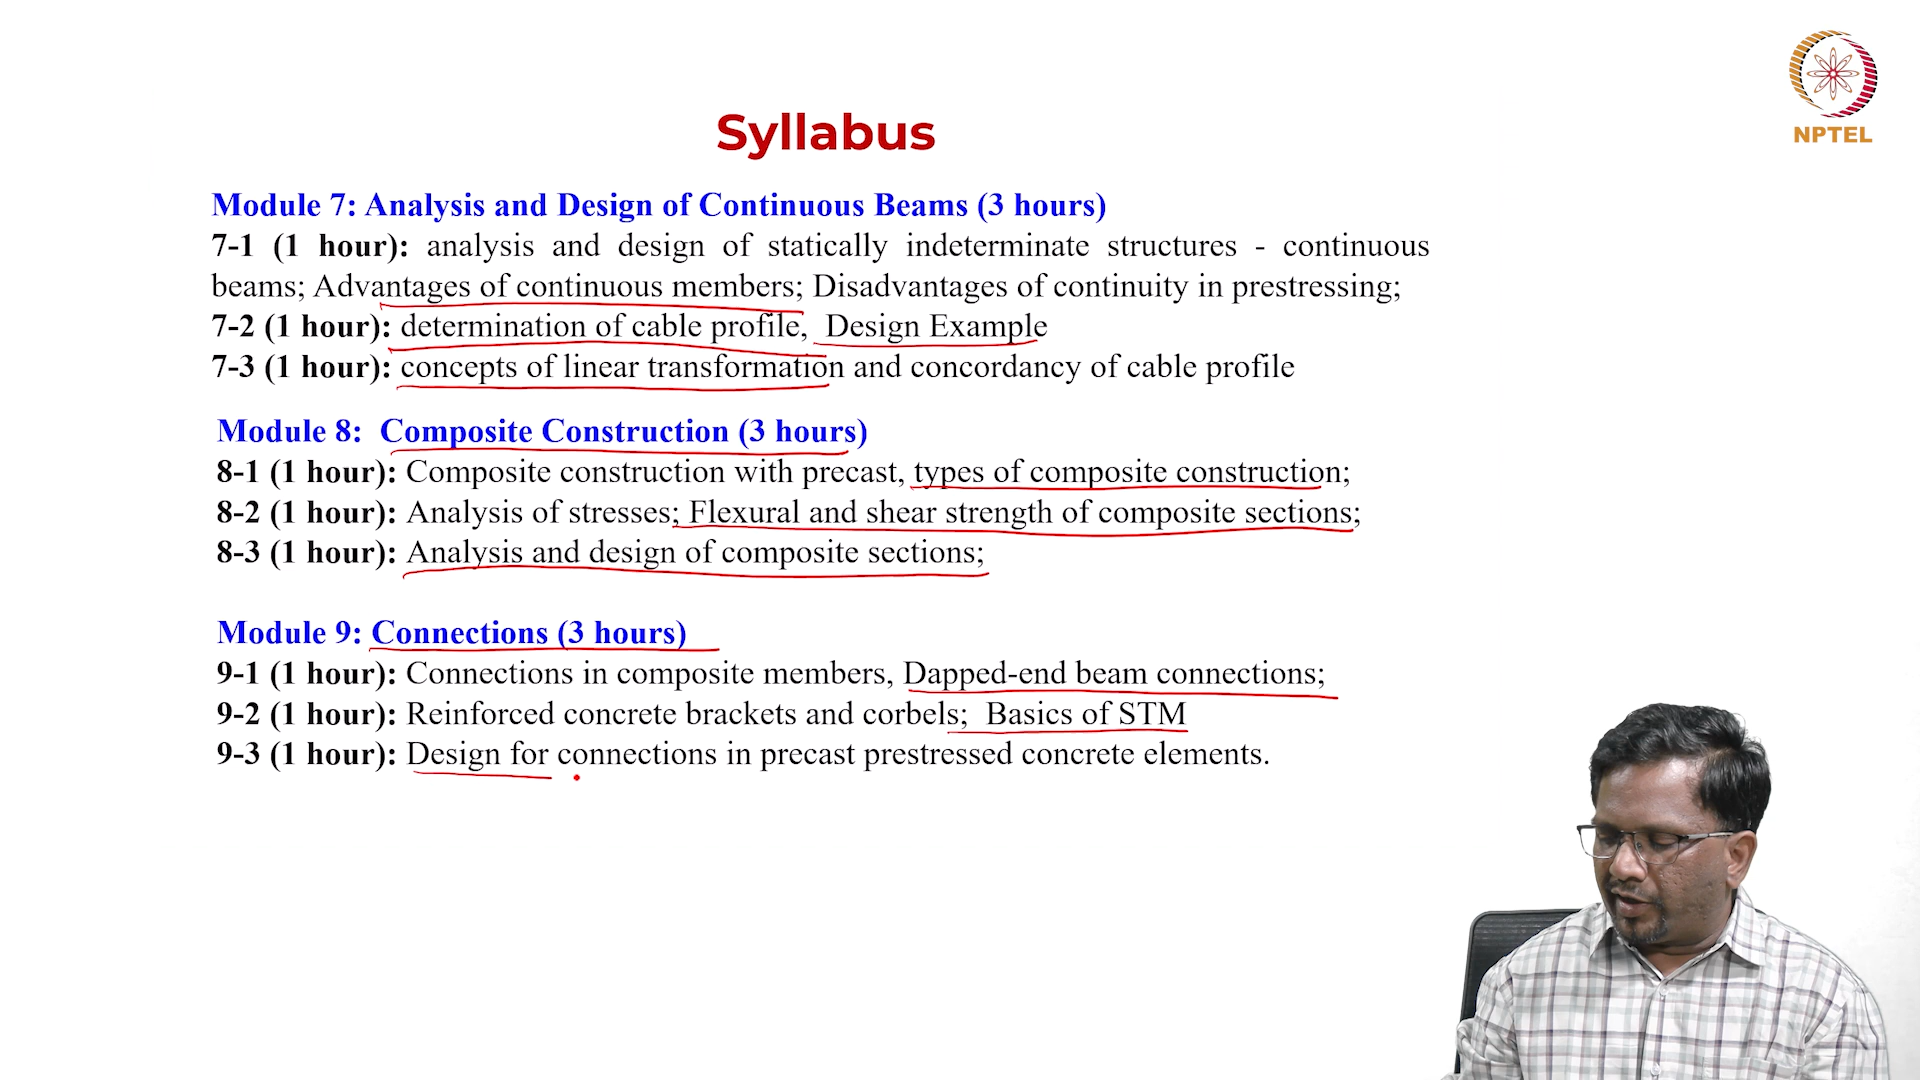 NPTEL
Syllabus
Module 7: Analysis and Design of Continuous Beams (3 hours)
7-1 (1 hour): analysis and design of statically indeterminate structures - continuous
beams; Advantages of continuous members; Disadvantages of continuity in prestressing;
7-2 (1 hour): determination of cable profile, Design Example
7-3 (1 hour): concepts of linear transformation and concordancy of cable profile
Module 8: Composite Construction (3 hours)
8-1 (1 hour): Composite construction with precast, types of composite construction;
8-2 (1 hour): Analysis of stresses; Flexural and shear strength of composite sections;
8-3 (1 hour): Analysis and design of composite sections;
Module 9: Connections (3 hours)
9-1 (1 hour): Connections in composite members, Dapped-end beam connections;
9-2 (1 hour): Reinforced concrete brackets and corbels; Basics of STM
9-3 (1 hour): Design for connections in precast prestressed concrete elements.